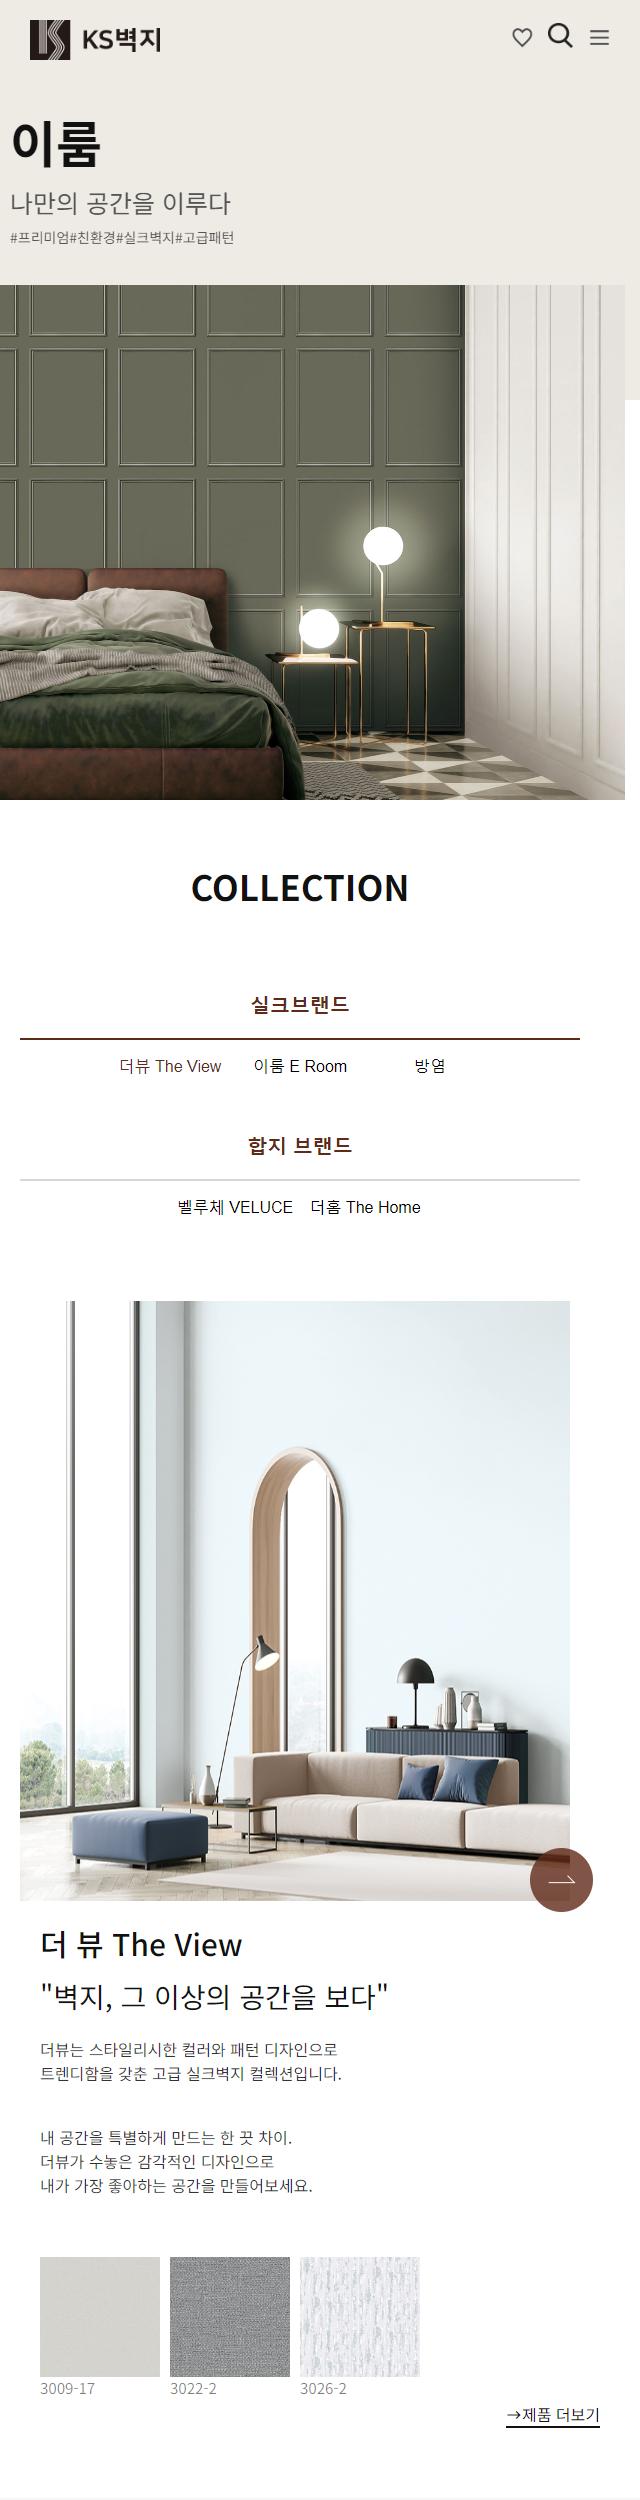 KS벽지
이룸
나만의 공간을 이루다
#프리미엄#친환경#실크벽지#고급패턴
COLLECTION
실크브랜드
더뷰 The View 이룸 E Room 방염
합지 브랜드
벨루체 VELUCE 더홈 The Home
더 뷰 The View
"벽지, 그 이상의 공간을 보다"
더뷰는 스타일리시한 컬러와 패턴 디자인으로
트렌디함을 갖춘 고급 실크벽지 컬렉션입니다.
내 공간을 특별하게 만드는 한 끗 차이.
더뷰가 수놓은 감각적인 디자인으로
내가 가장 좋아하는 공간을 만들어보세요.
3009-17 3022-2 3026-2
→제품 더보기